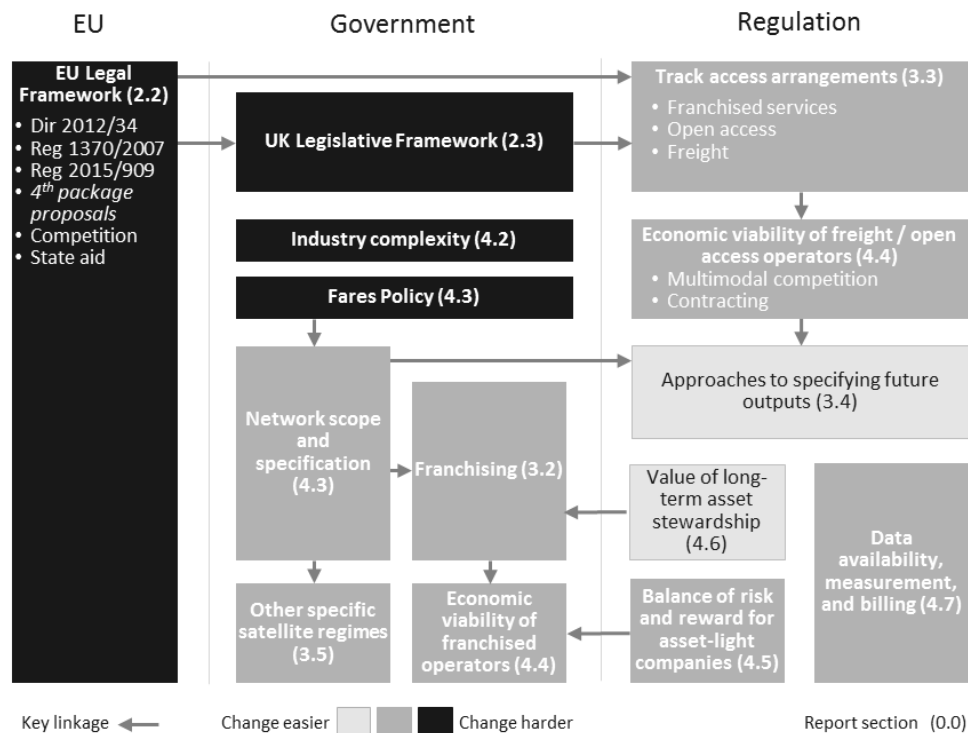 EU
Government
Regulation
EU Legal
Framework (2.2)
• Dir 2012/34
• Reg 1370/2007
• Reg 2015/909
• 4th package
proposals
• Competition
• State aid
UK Legislative Framework (2.3)
Industry complexity (4.2)
Fares Policy (4.3)
Network scope
and
specification
(4.3)
Franchising (3.2)
Other specific
satellite regimes
(3.5)
Economic
viability of
franchised
operators (4.4)
Track access arrangements (3.3)
• Franchised services
• Open access
• Freight
Economic viability of freight / open
access operators (4.4)
• Multimodal competition
• Contracting
Approaches to specifying future
outputs (3.4)
Value of long-
term asset
stewardship
(4.6)
Balance of risk
and reward for
asset-light
companies (4.5)
Data
availability,
measurement,
and billing (4.7)
Key linkage
Change easier
Change harder
Report section (0.0)